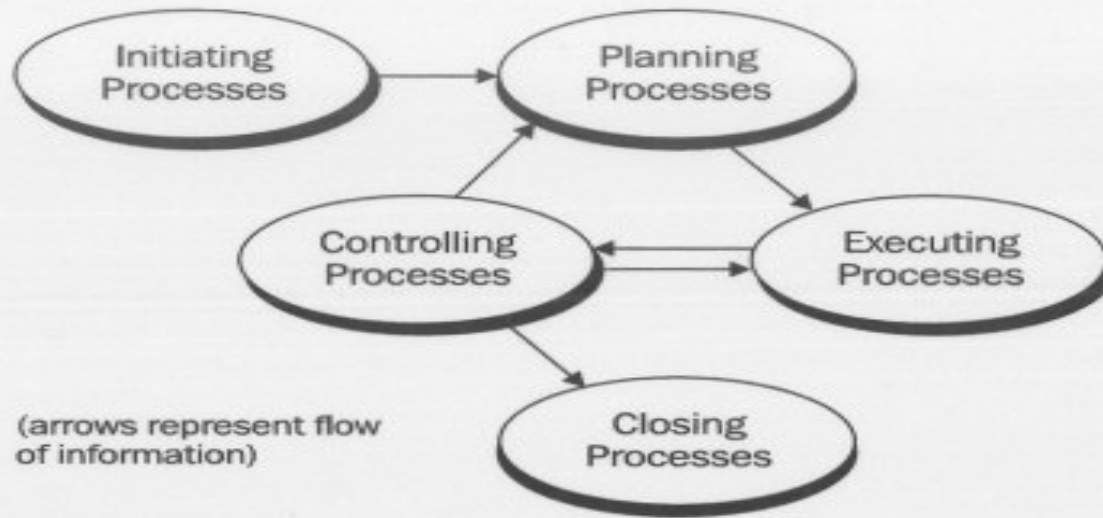 Initiating
Processes
Planning
Processes
Controlling
Processes
Executing
Processes
Closing
Processes
(arrows represent flow
of information)